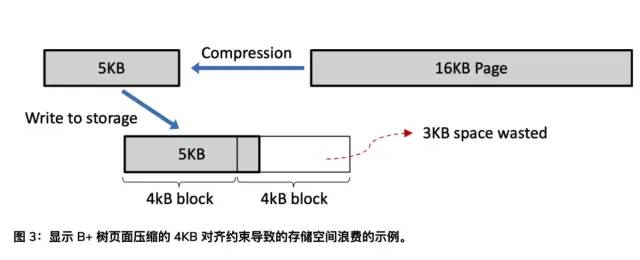 Compression
5KB
16KB Page
Write to storage
3KB space wasted
5KB
4kB block
4kB block
图 3：显示 B+ 树页面压缩的 4KB 对齐约束导致的存储空间浪费的示例。